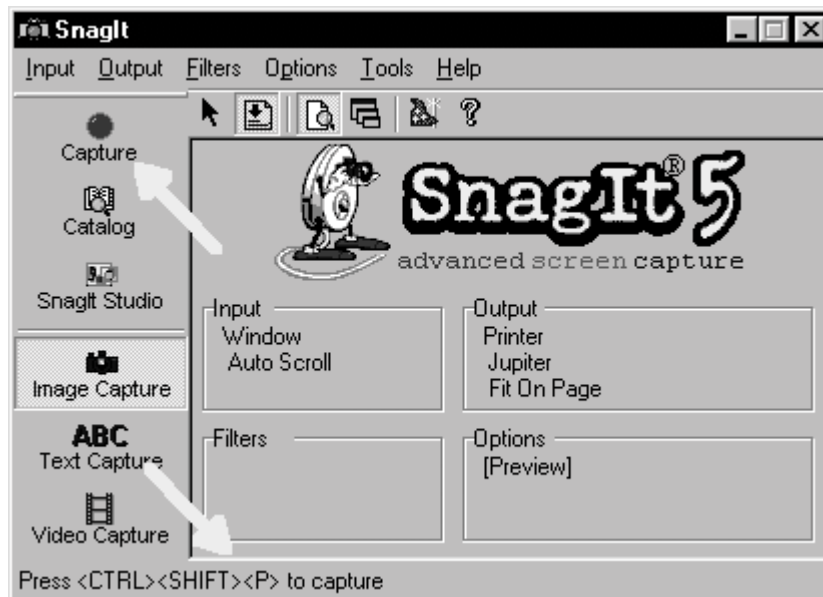 SnagIt
Input Output Filters Options Tools Help
Capture
Catalog
SnagIt Studio
Image Capture
ABC
Text Capture
Video Capture
SnagIt® 5
advanced screen capture
Input
Window
Auto Scroll
Output
Printer
Jupiter
Fit On Page
Filters
Options
[Preview]
Press <CTRL><SHIFT><P> to capture